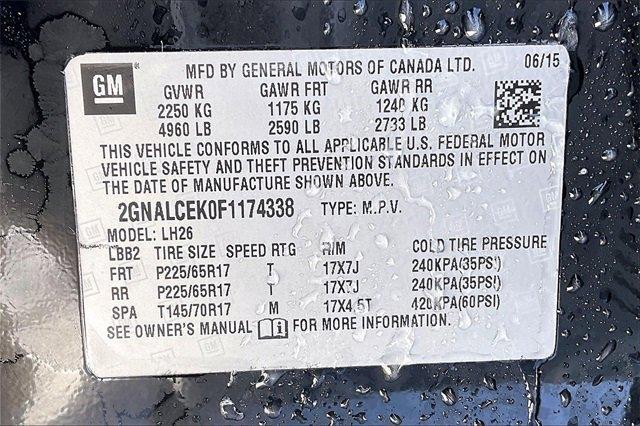 GM MFD BY GENERAL MOTORS OF CANADA LTD. 06/15
GVWR GAWR FRT GAWR RR
2250 KG 1175 KG 1240 KG
4960 LB 2590 LB 2733 LB
THIS VEHICLE CONFORMS TO ALL APPLICABLE U.S. FEDERAL MOTOR
VEHICLE SAFETY AND THEFT PREVENTION STANDARDS IN EFFECT ON
THE DATE OF MANUFACTURE SHOWN ABOVE.
2GNALCEK0F1174338 TYPE: M.P.V.
MODEL: LH26
LBB2 TIRE SIZE SPEED RTG RIM COLD TIRE PRESSURE
FRT P225/65R17 T 17X7J 240KPA(35PSI)
RR P225/65R17 T 17X7J 240KPA(35PSI)
SPA T145/70R17 M 17X4.5T 420KPA(60PSI)
SEE OWNER'S MANUAL FOR MORE INFORMATION.